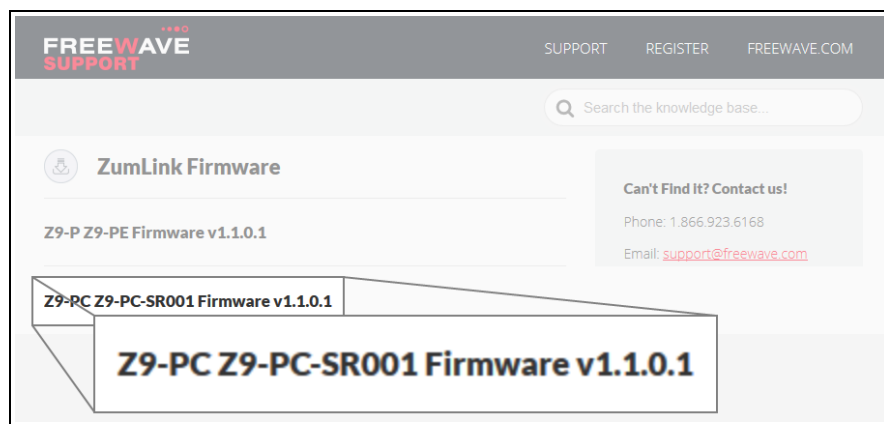 FREEWAVE
SUPPORT
SUPPORT REGISTER FREEWAVE.COM
Search the knowledge base...
ZumLink Firmware
Can't Find it? Contact us!
Phone: 1.866.923.6168
Z9-P Z9-PE Firmware v1.1.0.1
Email: support@freewave.com
Z9-PC Z9-PC-SR001 Firmware v1.1.0.1
Z9-PC Z9-PC-SR001 Firmware v1.1.0.1